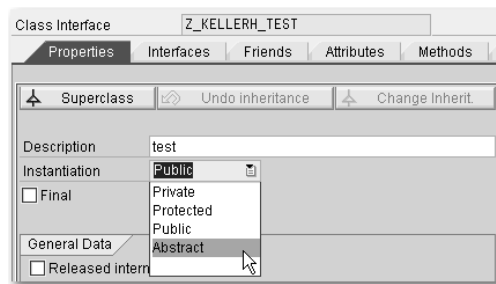 Class Interface Z_KELLERH_TEST
Properties Interfaces Friends Attributes Methods
Superclass Undo inheritance Change Inherit.
Description test
Instantiation Public
Final
Private
Protected
Public
General Data Abstract
Released intern